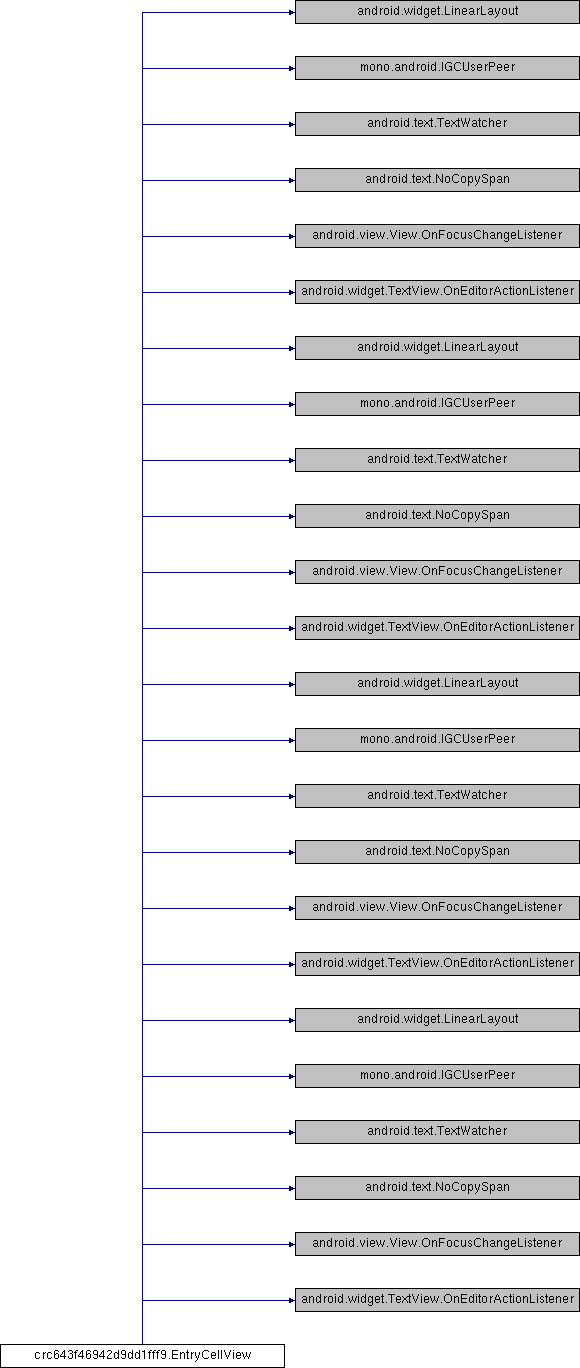 android.widget.LinearLayout
mono.android.IGCUserPeer
android.text.TextWatcher
android.text.NoCopySpan
android.view.View.OnFocusChangeListener
android.widget.TextView.OnEditorActionListener
android.widget.LinearLayout
mono.android.IGCUserPeer
android.text.TextWatcher
android.text.NoCopySpan
android.view.View.OnFocusChangeListener
android.widget.TextView.OnEditorActionListener
android.widget.LinearLayout
mono.android.IGCUserPeer
android.text.TextWatcher
android.text.NoCopySpan
android.view.View.OnFocusChangeListener
android.widget.TextView.OnEditorActionListener
android.widget.LinearLayout
mono.android.IGCUserPeer
android.text.TextWatcher
android.text.NoCopySpan
android.view.View.OnFocusChangeListener
android.widget.TextView.OnEditorActionListener
crc643f46942d9dd1fff9.EntryCellView